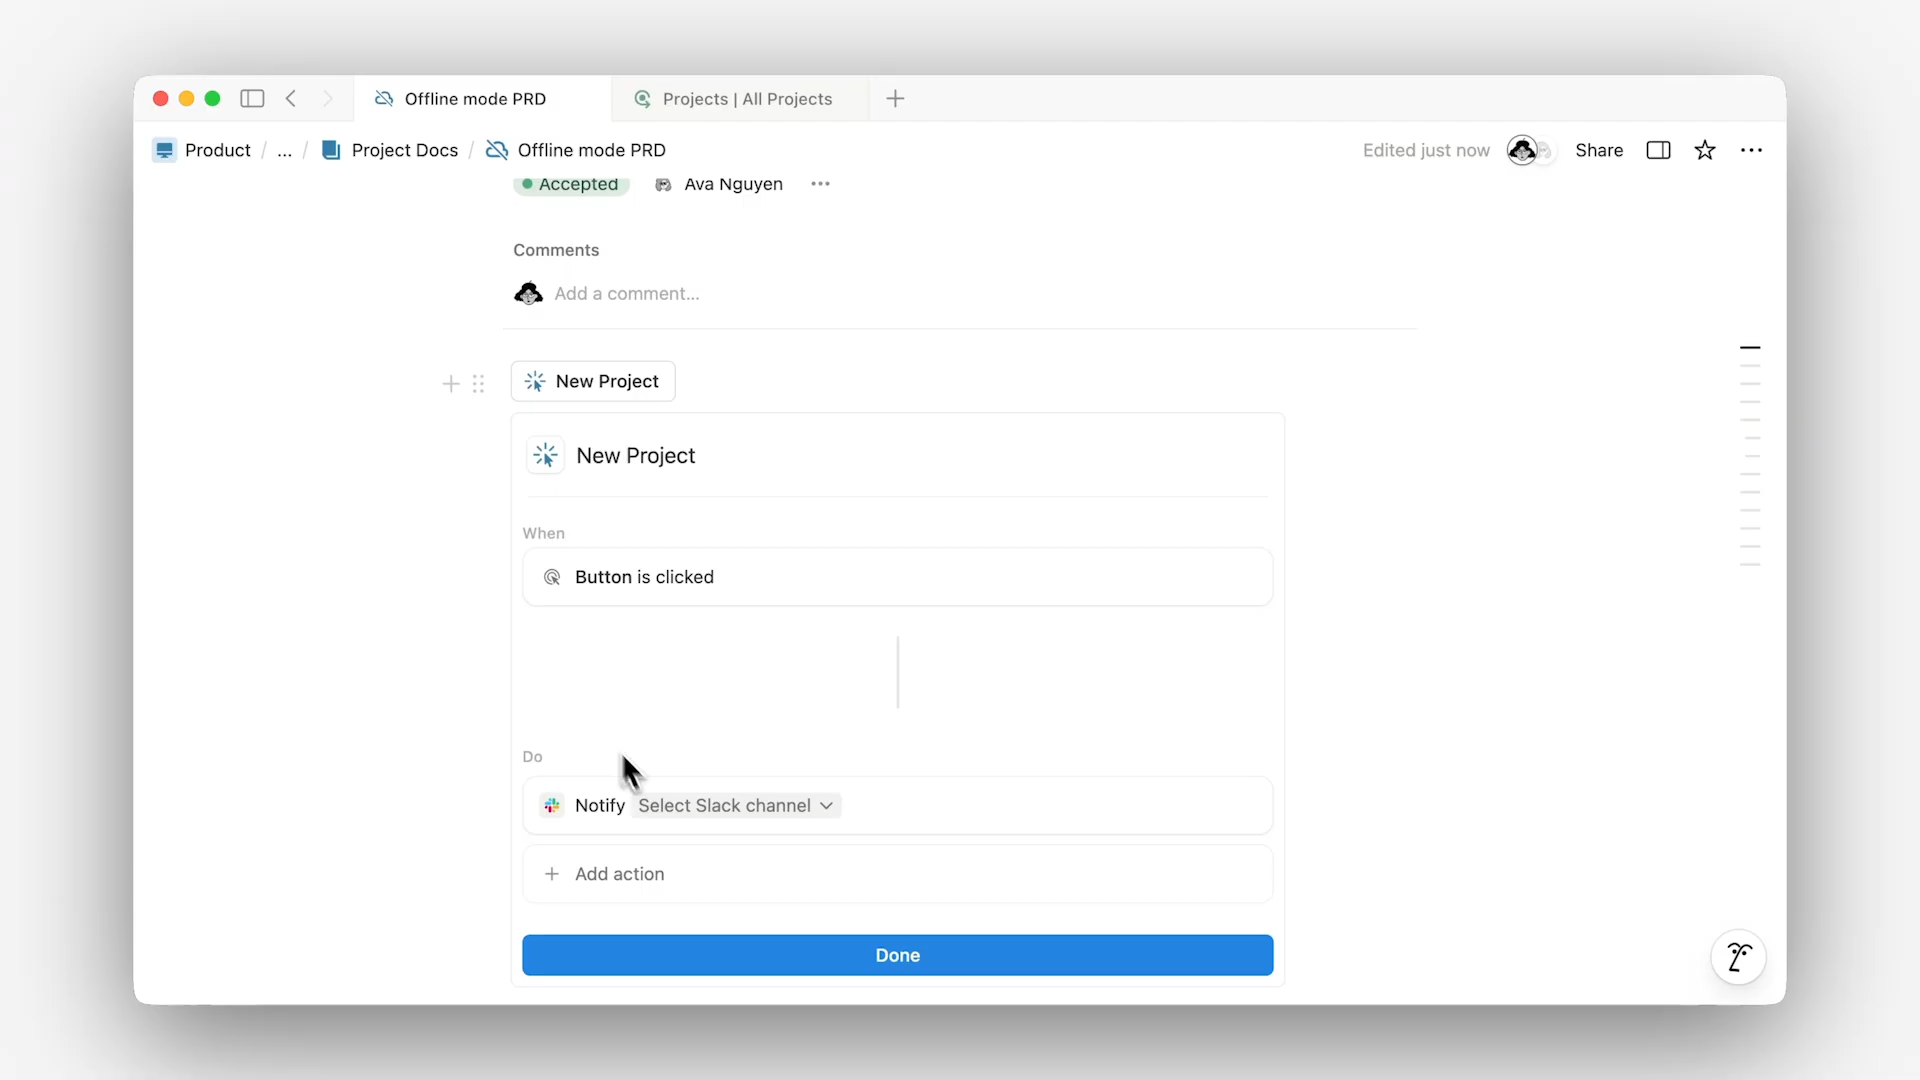 Offline mode PRD
Projects | All Projects
Product / ... / Project Docs / Offline mode PRD
Edited just now
Share
Accepted
Ava Nguyen
Comments
Add a comment...
New Project
New Project
When
Button is clicked
Do
Notify Select Slack channel
Add action
Done